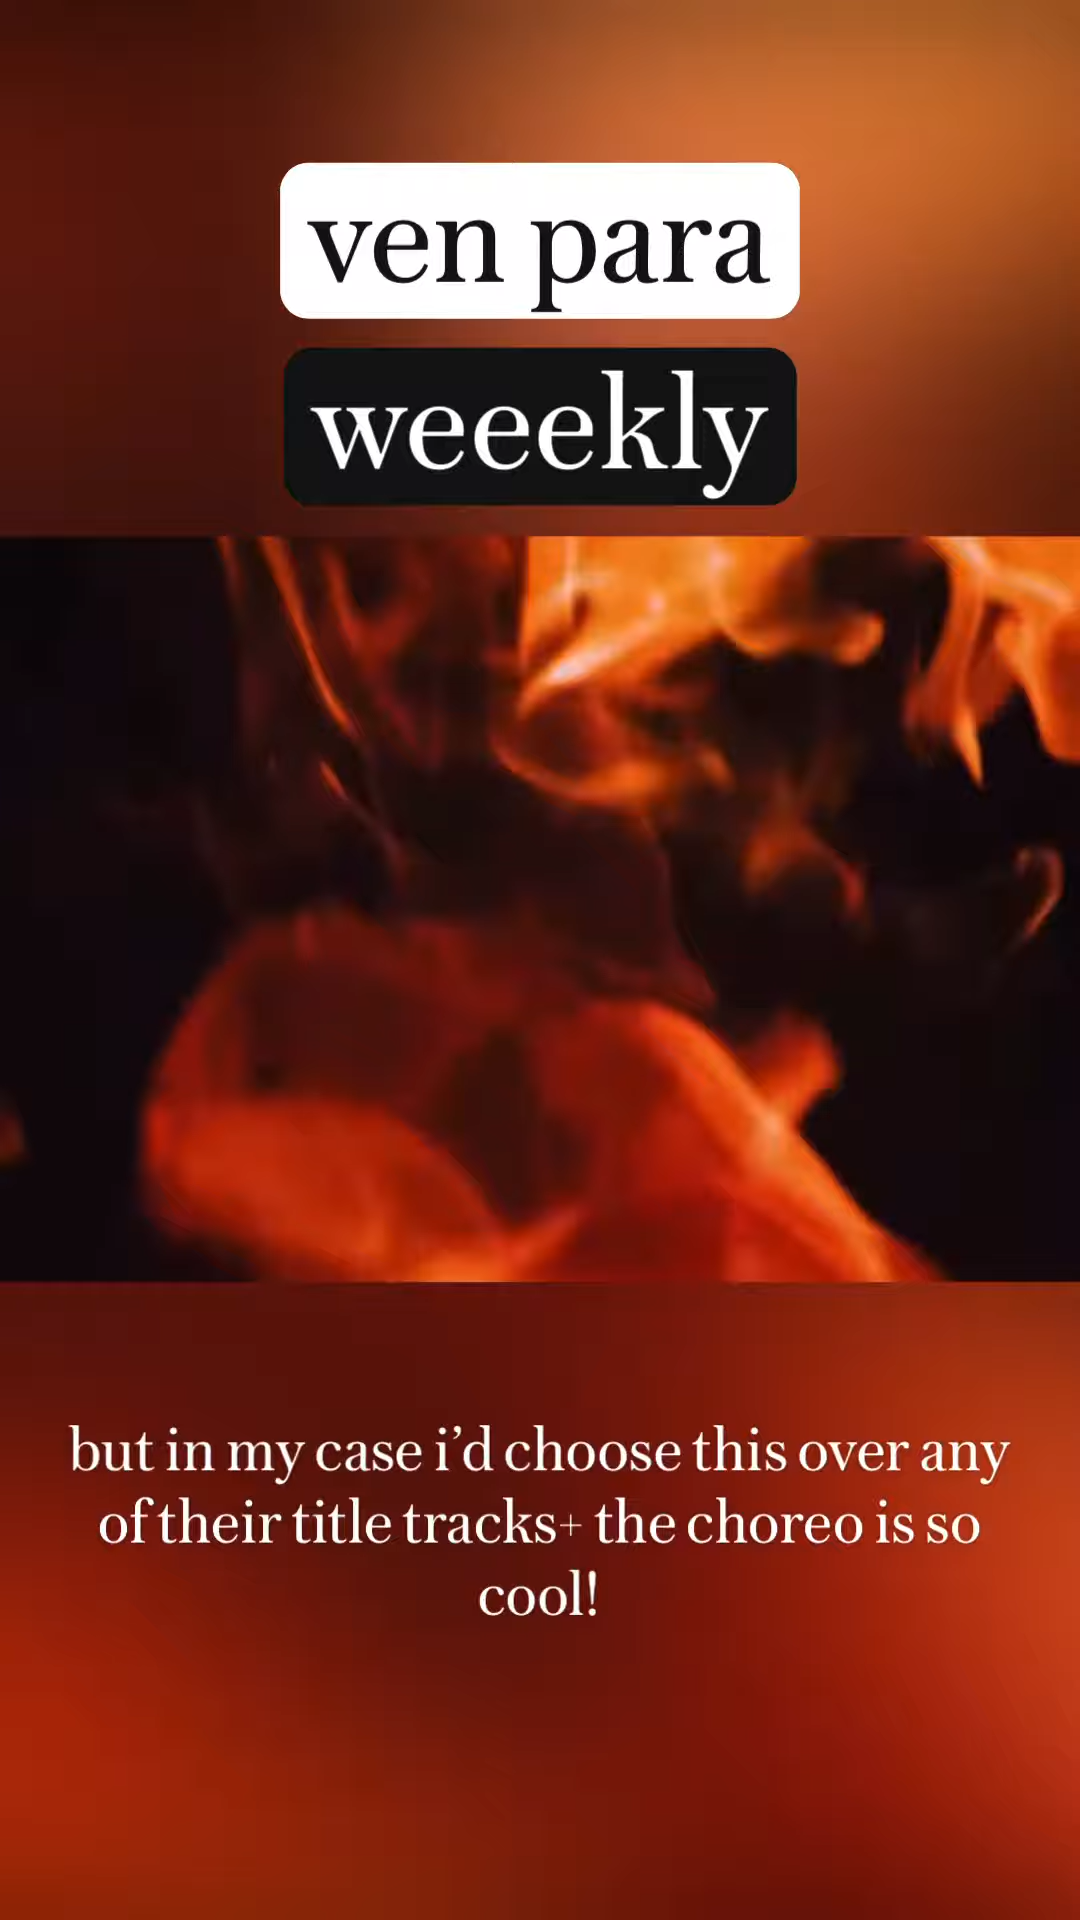 ven para
weeekly
but in my case i’d choose this over any
of their title tracks+ the choreo is so
cool!